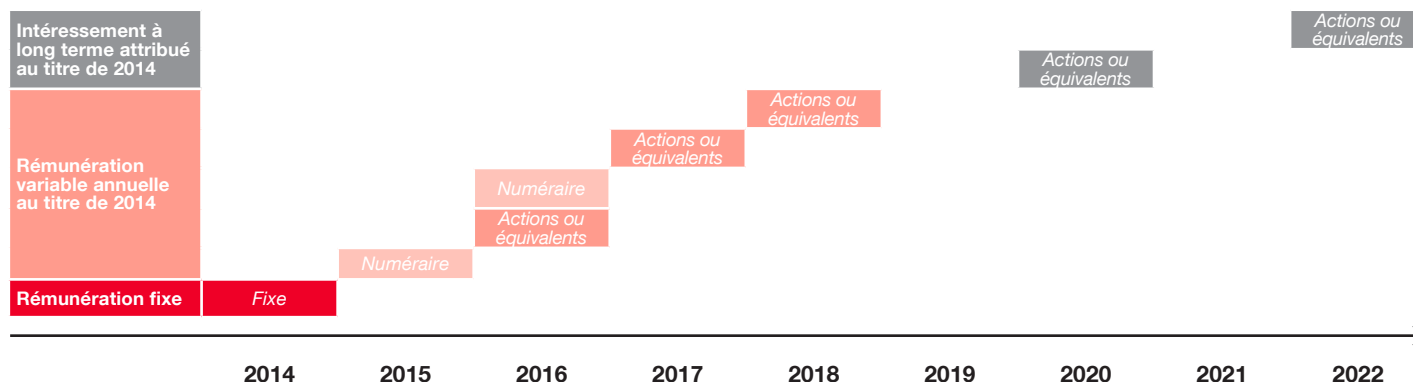 Intéressement à
long terme attribué
au titre de 2014
Actions ou
équivalents
Actions ou
équivalents
Rémunération
variable annuelle
au titre de 2014
Actions ou
équivalents
Actions ou
équivalents
Numéraire
Actions ou
équivalents
Numéraire
Rémunération fixe
Fixe
2014 2015 2016 2017 2018 2019 2020 2021 2022